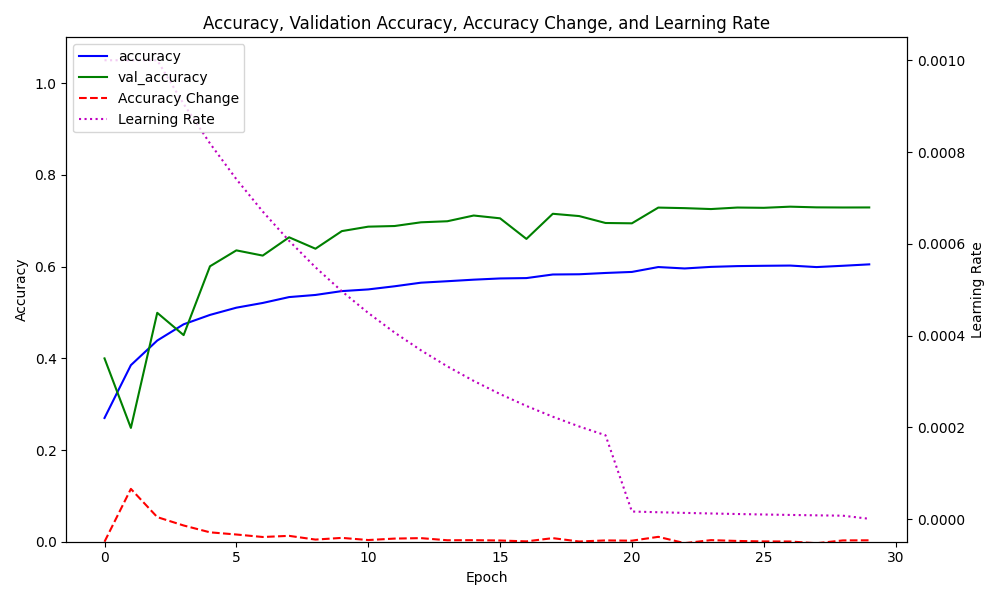 Accuracy, Validation Accuracy, Accuracy Change, and Learning Rate
accuracy
val_accuracy
Accuracy Change
Learning Rate
1.0
0.8
0.6
0.4
0.2
0.0
Accuracy
0.0010
0.0008
0.0006
0.0004
0.0002
0.0000
Learning Rate
0 5 10 15 20 25 30
Epoch